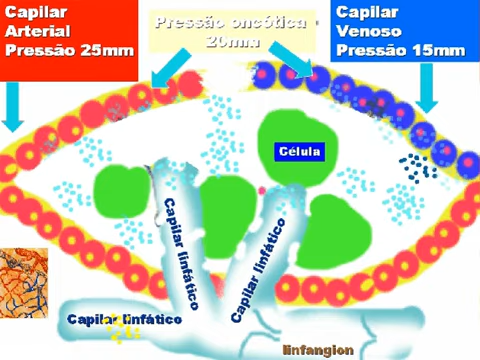 Capilar
Arterial
Pressão 25mm
Pressão oncótica
20mm
Capilar
Venoso
Pressão 15mm
Célula
Capilar linfático
Capilar linfático
Capilar linfático
linfangion